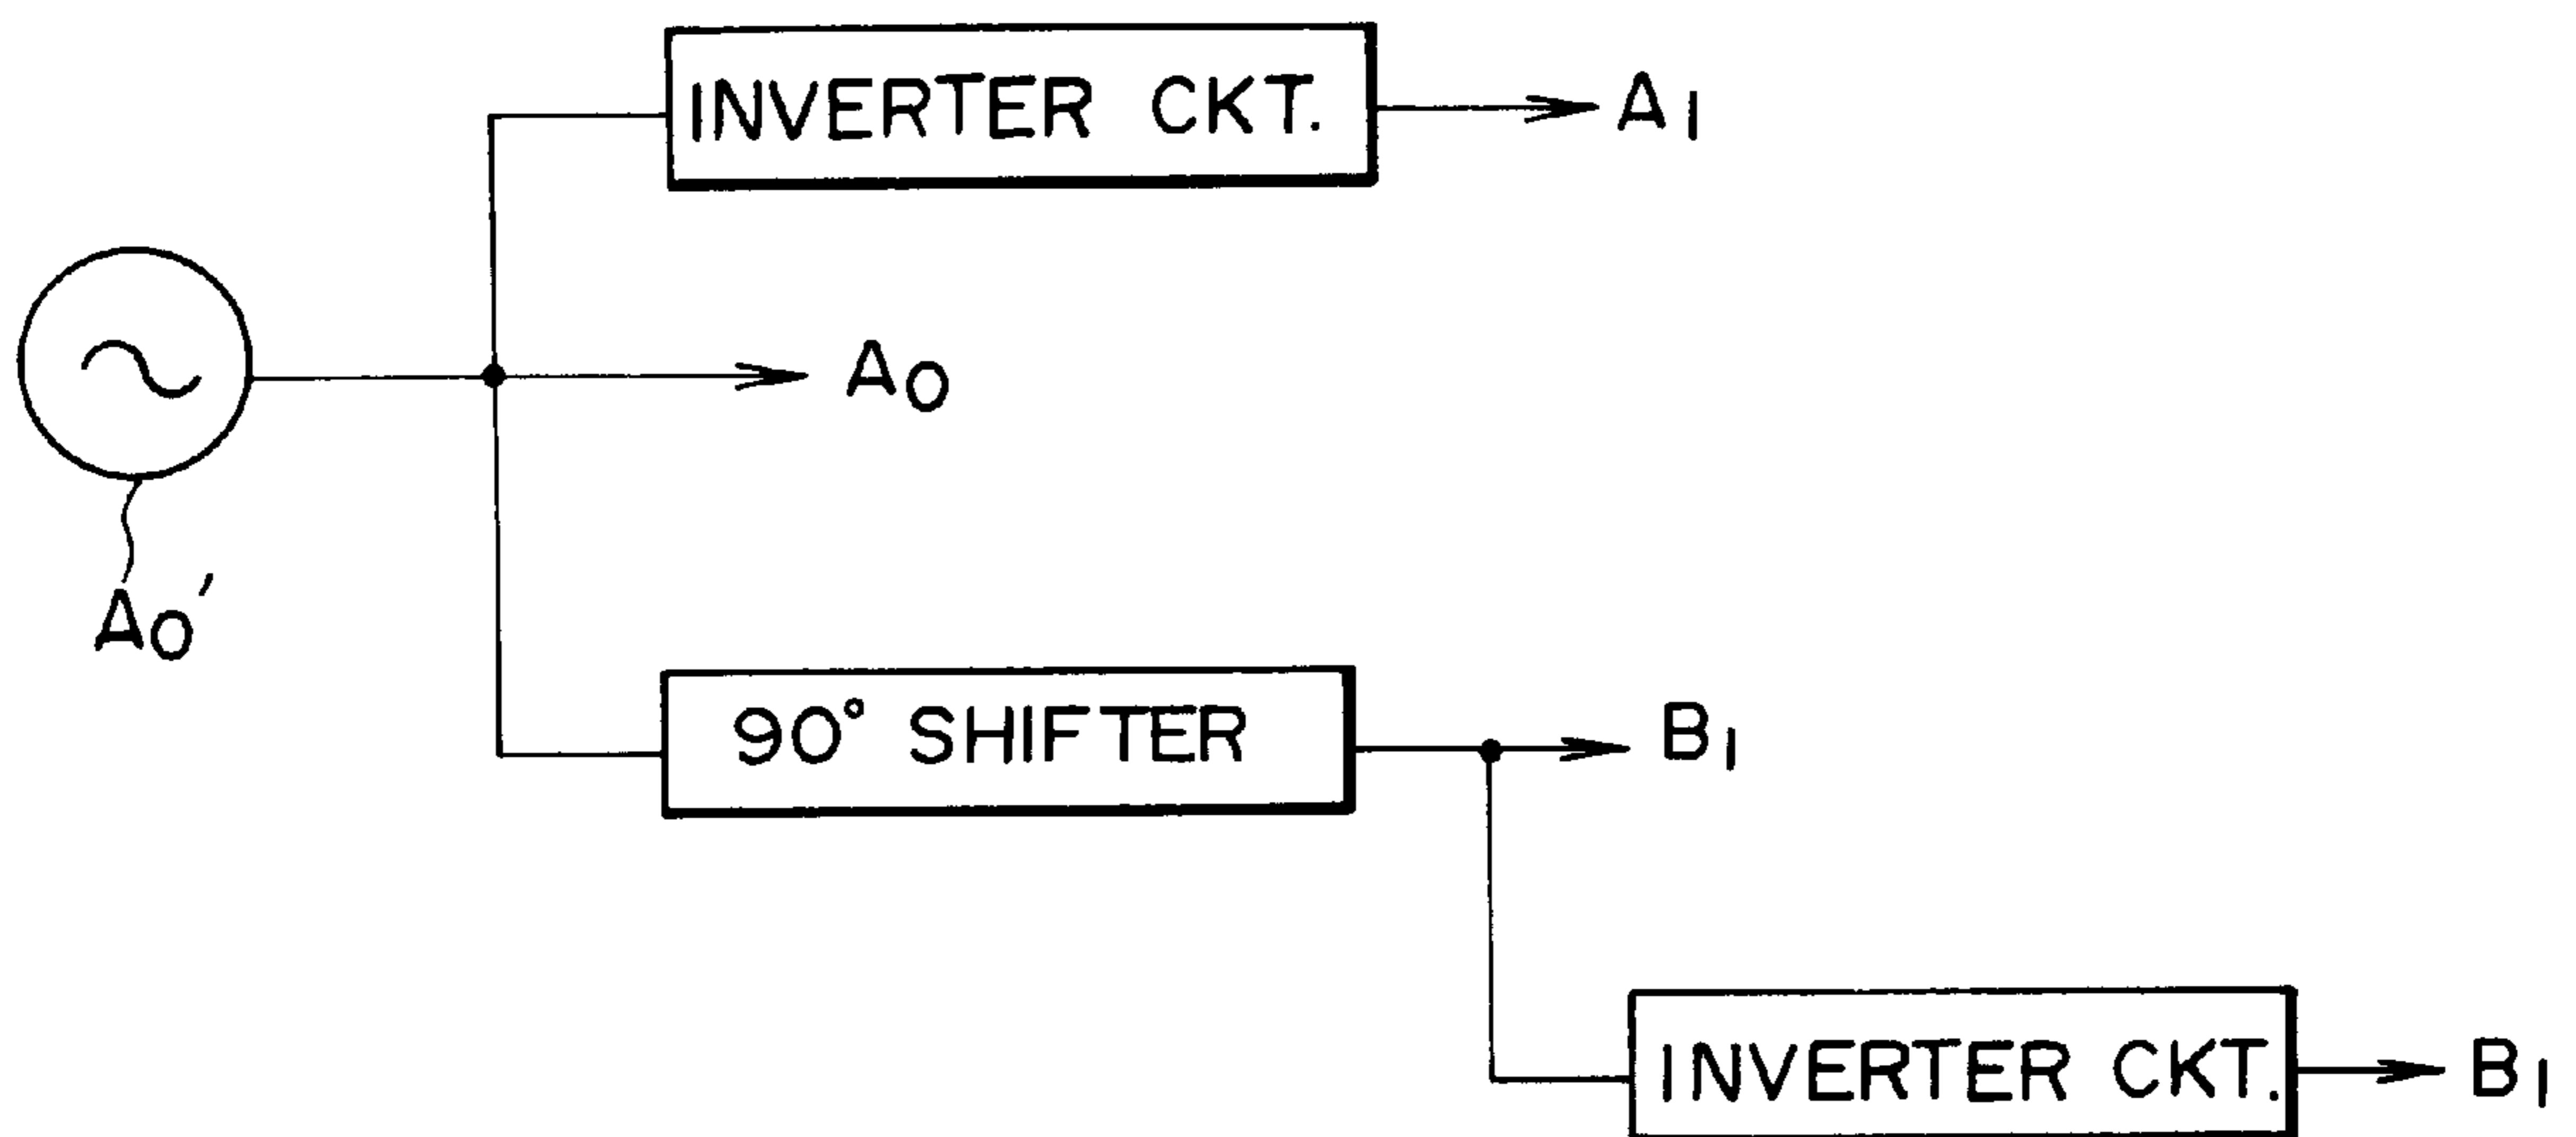 INVERTER CKT.
A1
A0
A0'
90° SHIFTER
B1
INVERTER CKT.
B1